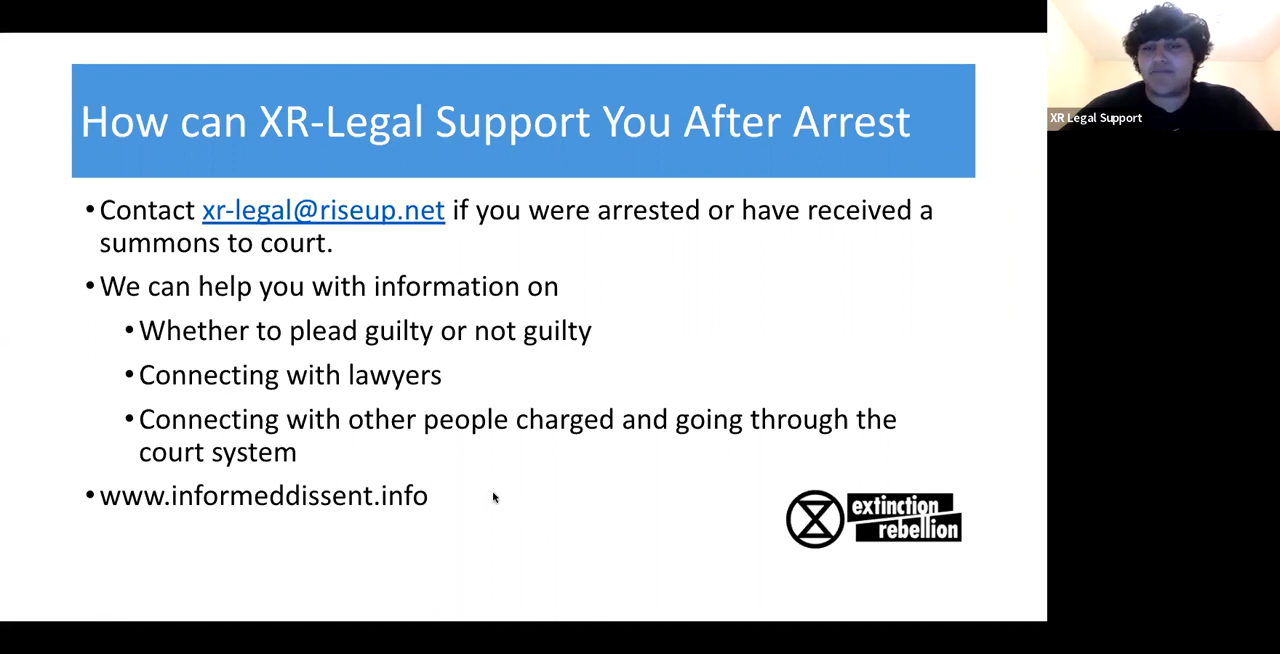 How can XR-Legal Support You After Arrest
• Contact xr-legal@riseup.net if you were arrested or have received a
summons to court.
• We can help you with information on
• Whether to plead guilty or not guilty
• Connecting with lawyers
• Connecting with other people charged and going through the
court system
• www.informeddissent.info
extinction
rebellion
XR Legal Support